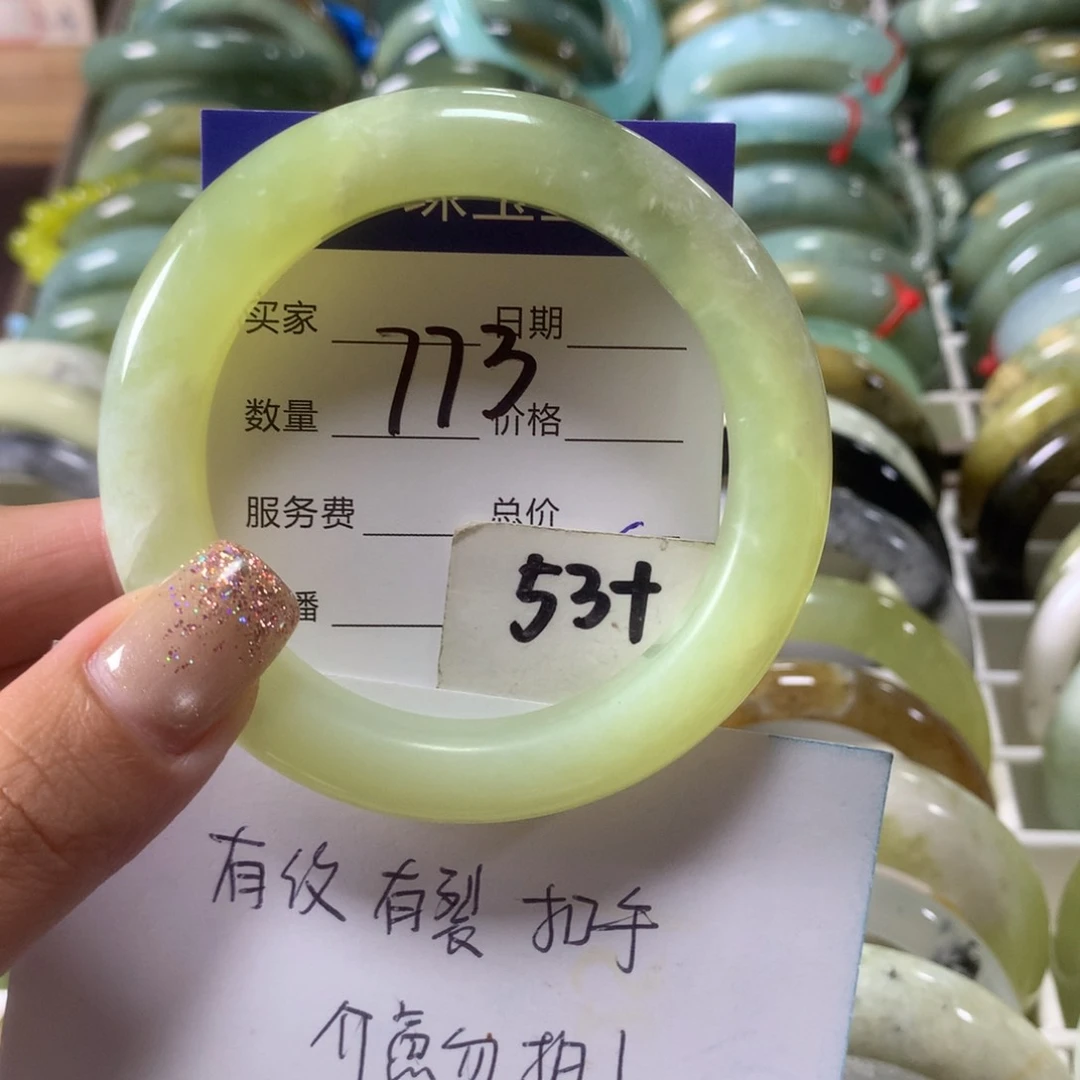 买家 日期
773
数量 价格
服务费 总价
播
53+
有纹有裂扣手
介意勿拍!